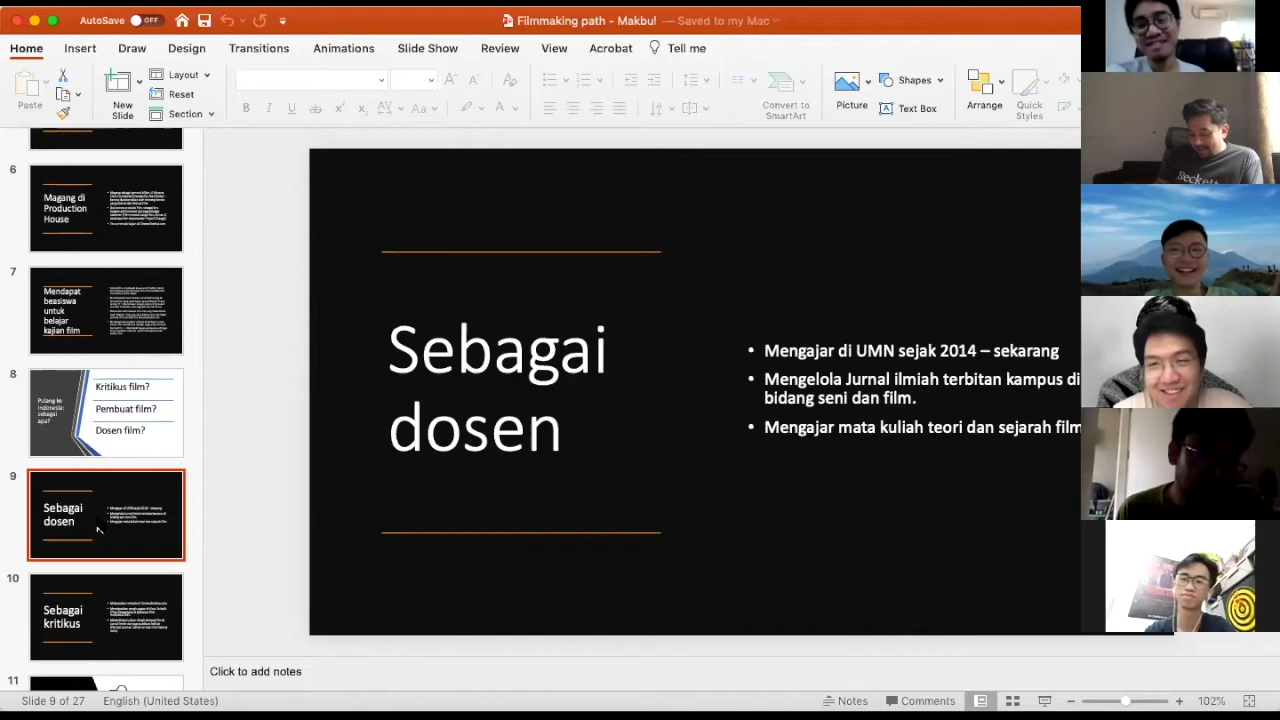 AutoSave OFF
Filmmaking path - Makbul — Saved to my Mac
Home Insert Draw Design Transitions Animations Slide Show Review View Acrobat Tell me
Paste
New
Slide
Layout
Reset
Section
Convert to
SmartArt
Picture
Shapes
Text Box
Arrange
Quick
Styles
6
Magang di
Production
House
7
Mendapat
beasiswa
untuk
belajar
kajian film
8
Pulang ke
Indonesia:
sebagai
apa?
Kritikus film?
Pembuat film?
Dosen film?
9
Sebagai
dosen
10
Sebagai
kritikus
11
Sebagai
dosen
• Mengajar di UMN sejak 2014 – sekarang
• Mengelola Jurnal ilmiah terbitan kampus di
bidang seni dan film.
• Mengajar mata kuliah teori dan sejarah film
Click to add notes
Slide 9 of 27 English (United States)
Notes Comments 102%